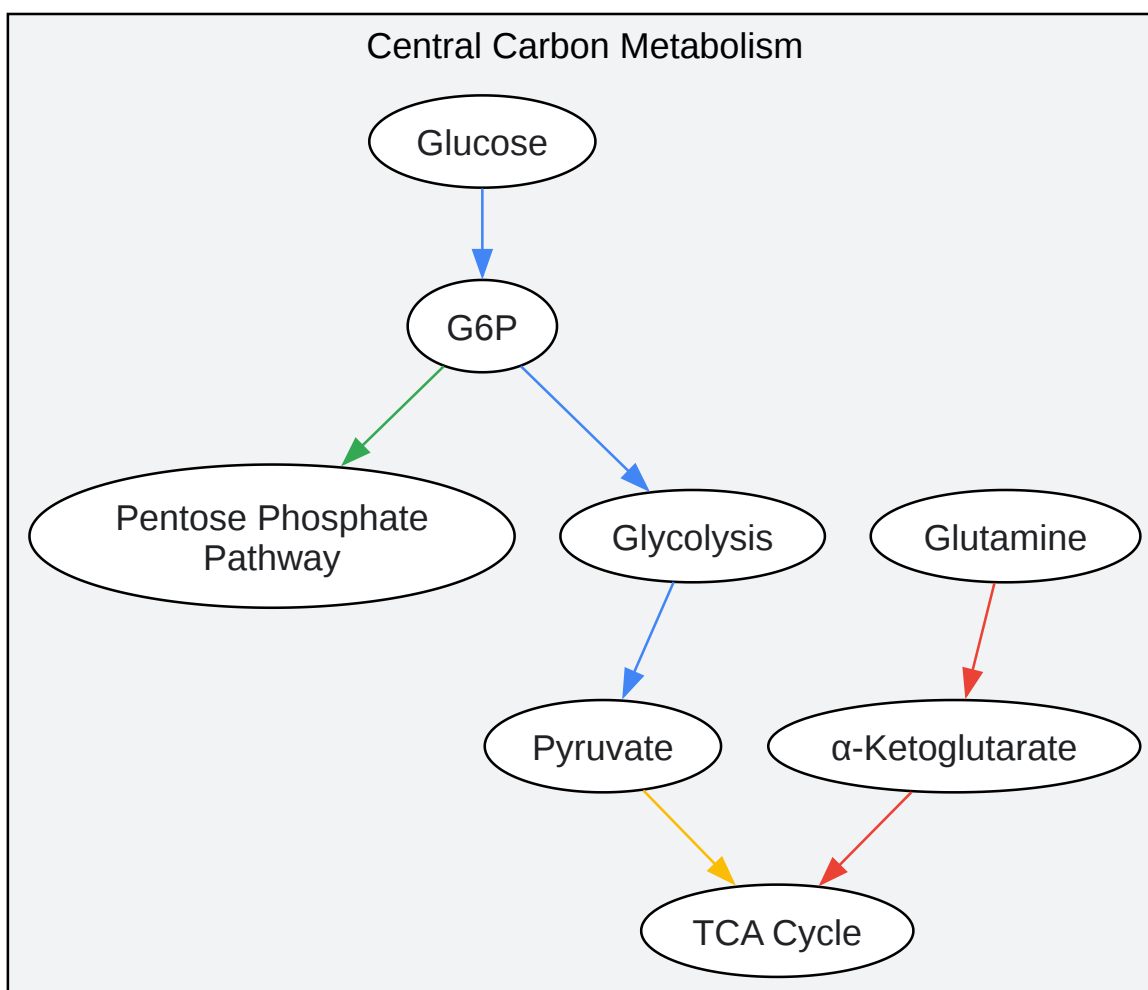 Central Carbon Metabolism
Glucose
G6P
Pentose Phosphate
Pathway
Glycolysis
Glutamine
Pyruvate
α-Ketoglutarate
TCA Cycle